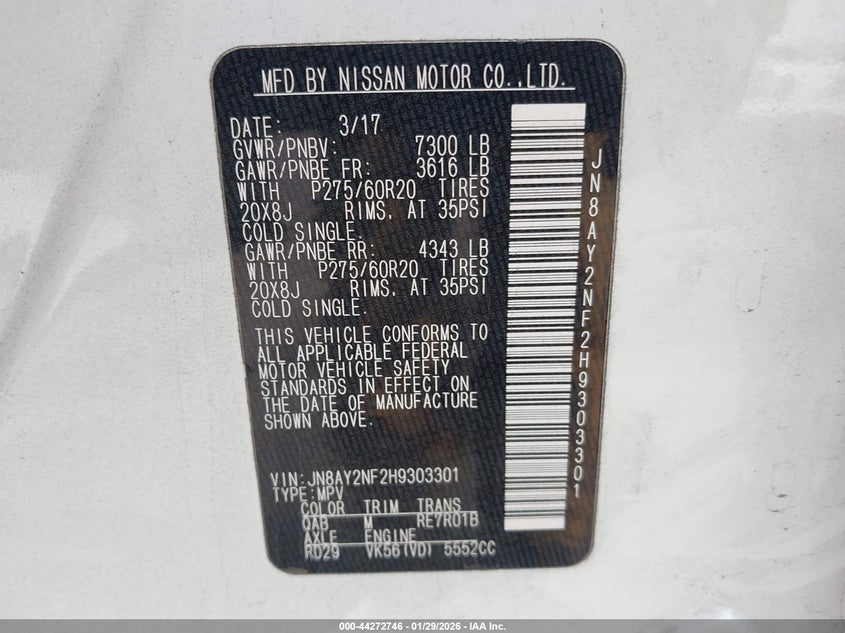 MFD BY NISSAN MOTOR CO.,LTD.
DATE: 3/17
GVWR/PNBV: 7300 LB
GAWR/PNBE FR: 3616 LB
WITH P275/60R20 TIRES
20X8J RIMS, AT 35PSI
COLD SINGLE.
GAWR/PNBE RR: 4343 LB
WITH P275/60R20 TIRES
20X8J RIMS, AT 35PSI
COLD SINGLE.
THIS VEHICLE CONFORMS TO
ALL APPLICABLE FEDERAL
MOTOR VEHICLE SAFETY
STANDARDS IN EFFECT ON
THE DATE OF MANUFACTURE
SHOWN ABOVE.
VIN: JN8AY2NF2H9303301
TYPE: MPV
COLOR TRIM TRANS
QAB M RE7R01B
AXLE ENGINE
RD29 VK56(VD) 5552CC
JN8AY2NF2H9303301
000-44272746 - 01/29/2026 - IAA Inc.